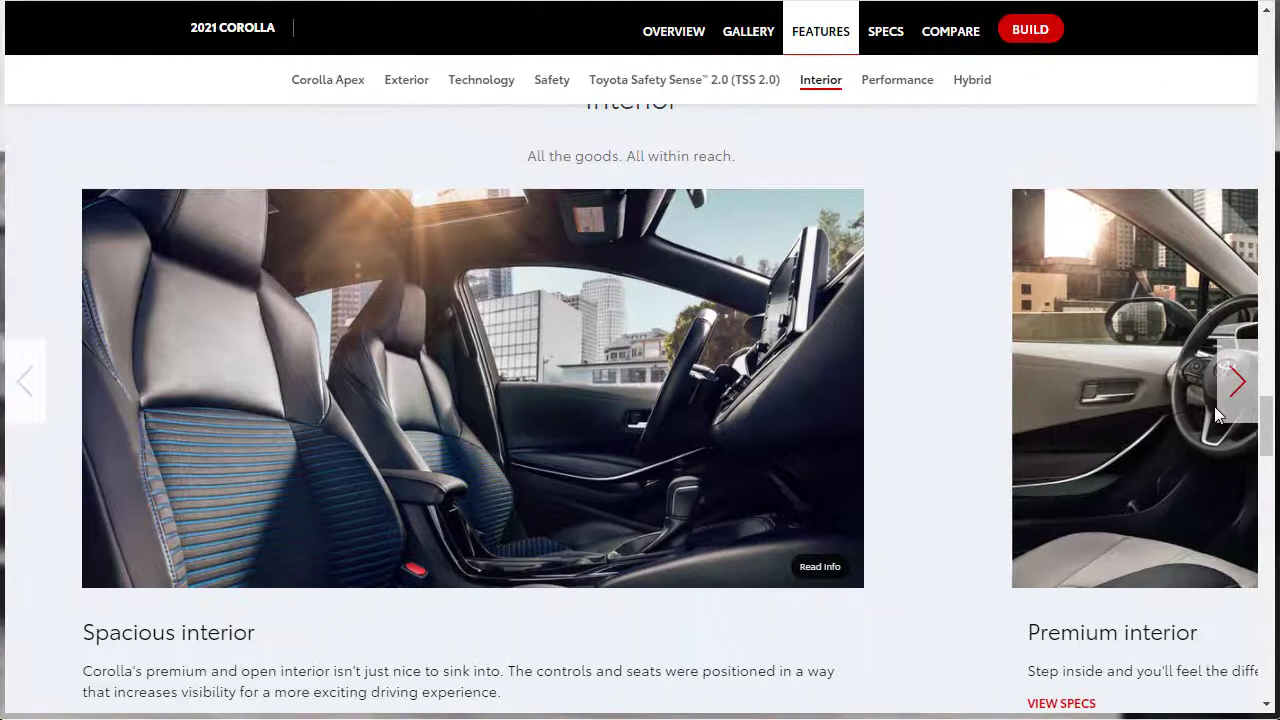 2021 COROLLA
OVERVIEW GALLERY FEATURES SPECS COMPARE BUILD
Corolla Apex Exterior Technology Safety Toyota Safety Sense™ 2.0 (TSS 2.0) Interior Performance Hybrid
Interior
All the goods. All within reach.
Read Info
Spacious interior
Corolla's premium and open interior isn't just nice to sink into. The controls and seats were positioned in a way
that increases visibility for a more exciting driving experience.
Premium interior
Step inside and you'll feel the diffe
VIEW SPECS